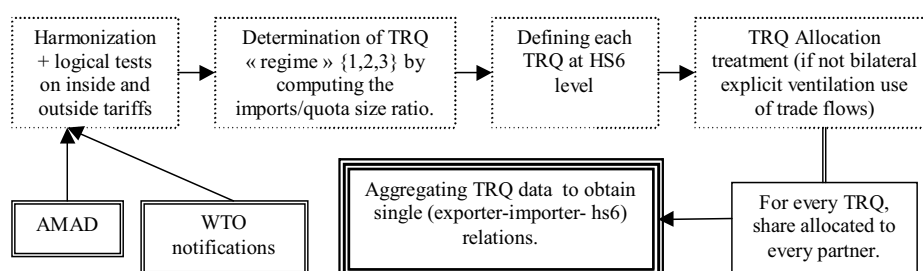 Harmonization
+ logical tests
on inside and
outside tariffs
Determination of TRQ
« regime » {1,2,3} by
computing the
imports/quota size ratio.
Defining each
TRQ at HS6
level
TRQ Allocation
treatment (if not bilateral
explicit ventilation use
of trade flows)
AMAD
WTO
notifications
Aggregating TRQ data to obtain
single (exporter-importer- hs6)
relations.
For every TRQ,
share allocated to
every partner.